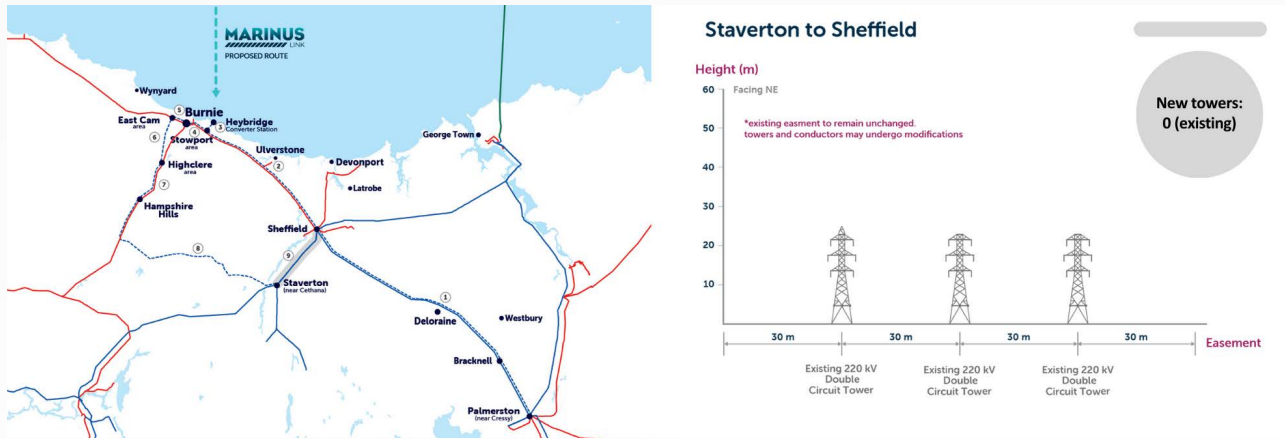 MARINUS
LINK
PROPOSED ROUTE
Wynyard
5
Burnie
East Cam
area
4
3
Heybridge
Converter Station
Stowport
area
6
Ulverstone
2
Highclere
area
Devonport
George Town
7
Latrobe
Hampshire
Hills
Sheffield
8
9
Staverton
(near Cethana)
1
Deloraine
Westbury
Bracknell
Palmerston
(near Cressy)
Staverton to Sheffield
Height (m)
60
Facing NE
50
*existing easment to remain unchanged.
towers and conductors may undergo modifications
40
30
20
10
New towers:
0 (existing)
30 m
30 m
30 m
30 m
Easement
Existing 220 kV
Double
Circuit Tower
Existing 220 kV
Double
Circuit Tower
Existing 220 kV
Double
Circuit Tower